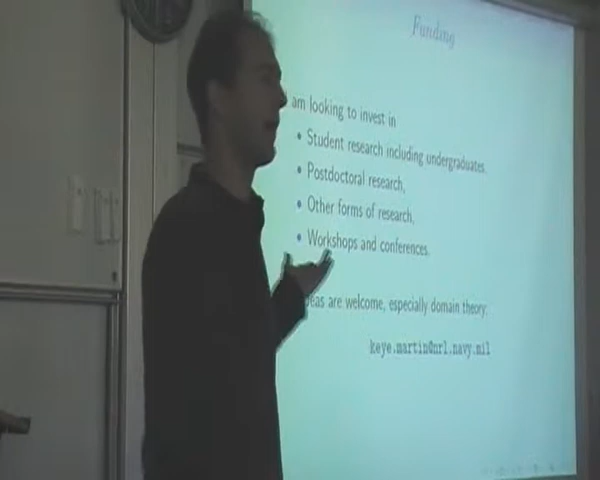 Funding
am looking to invest in
• Student research including undergraduates,
• Postdoctoral research,
• Other forms of research,
• Workshops and conferences.
eas are welcome, especially domain theory:
keye.martin@nrl.navy.mil